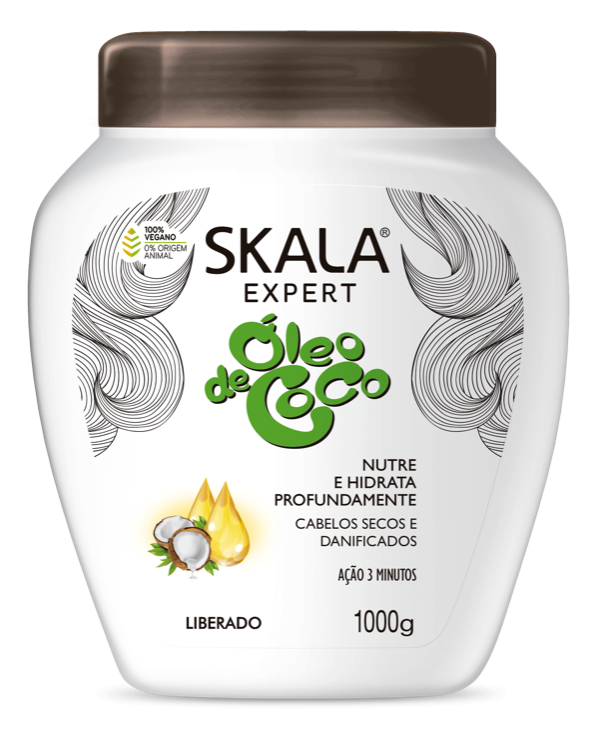 100%
VEGANO
0% ORIGEM
ANIMAL
SKALA®
EXPERT
Óleo
de Coco
NUTRE
E HIDRATA
PROFUNDAMENTE
CABELOS SECOS E
DANIFICADOS
AÇÃO 3 MINUTOS
LIBERADO
1000g